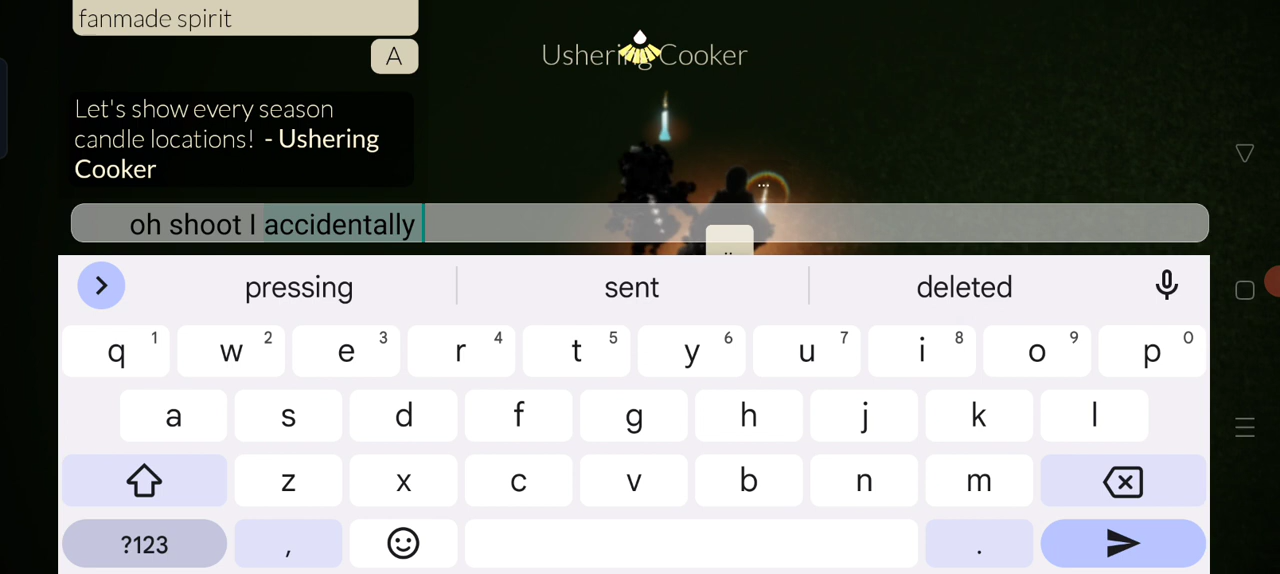 fanmade spirit
A
Ushering Cooker
Let's show every season
candle locations! - Ushering
Cooker
...
oh shoot I accidentally
..
pressing sent deleted
q 1 w 2 e 3 r 4 t 5 y 6 u 7 i 8 o 9 p 0
a s d f g h j k l
z x c v b n m
?123 , .